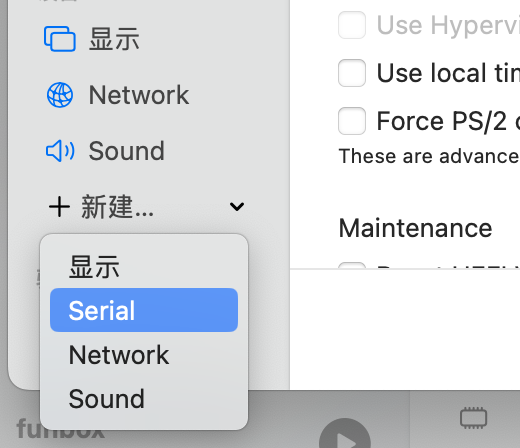 显示
Network
Sound
新建...
显示
Serial
Network
Sound
Use Hypervi
Use local tim
Force PS/2 c
These are advance
Maintenance
funbox